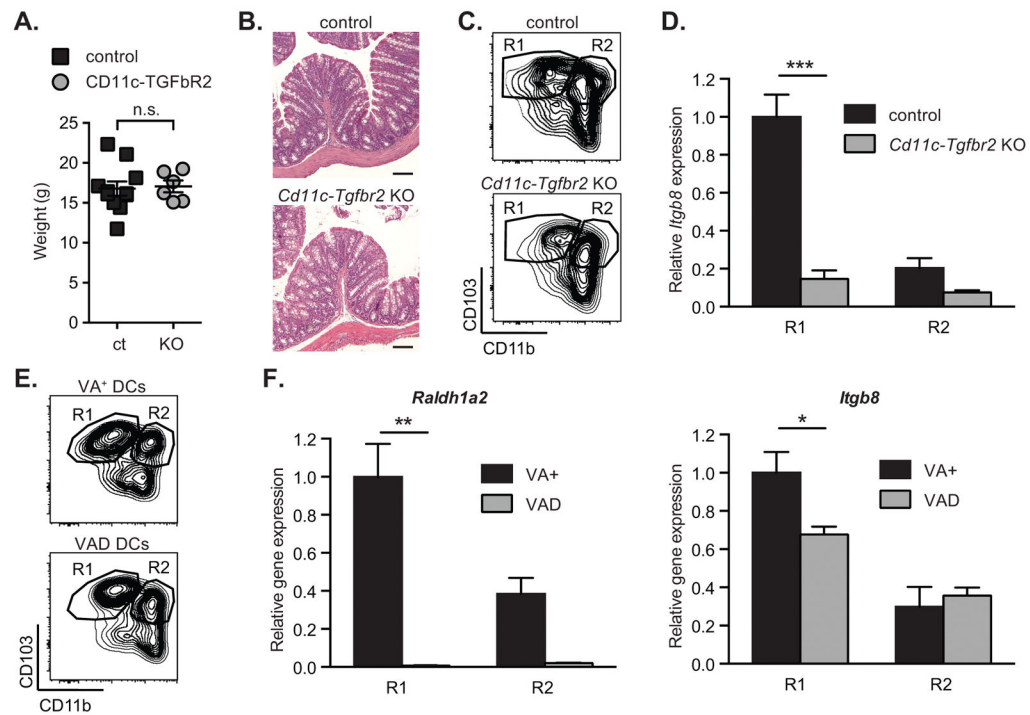 A.
control
CD11c-TGFbR2
n.s.
25
20
15
10
5
0
Weight (g)
ct KO
B.
control
Cd11c-Tgfbr2 KO
C.
control
R1 R2
Cd11c-Tgfbr2 KO
R1 R2
CD103
CD11b
D.
***
control
Cd11c-Tgfbr2 KO
1.2
1.0
0.8
0.6
0.4
0.2
0.0
Relative Itgb8 expression
R1 R2
E.
VA+ DCs
R1 R2
VAD DCs
R1 R2
CD103
CD11b
F.
Raldh1a2
**
VA+
VAD
1.2
1.0
0.8
0.6
0.4
0.2
0.0
Relative gene expression
R1 R2
Itgb8
*
VA+
VAD
1.2
1.0
0.8
0.6
0.4
0.2
0.0
Relative gene expression
R1 R2